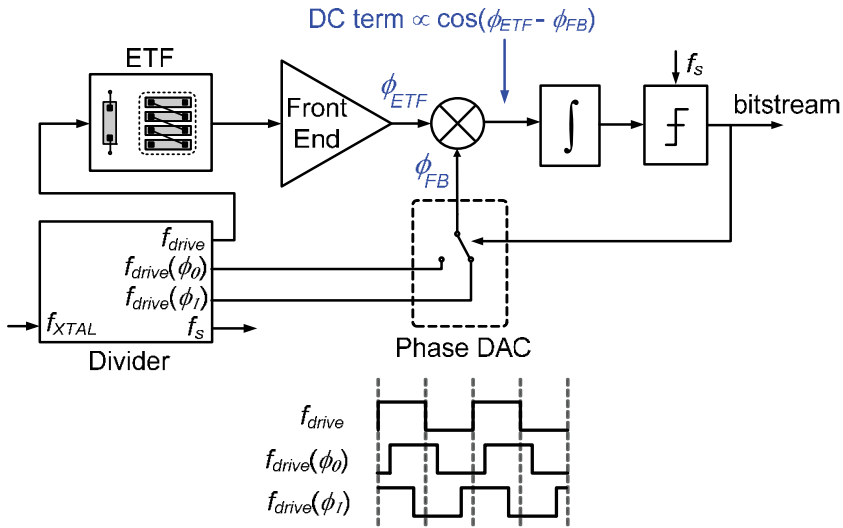 DC term ∝ cos(ϕETF - ϕFB)
ETF
Front
End
ϕETF
∫
fs
bitstream
ϕFB
fdrive
fdrive(ϕ0)
fdrive(ϕ1)
fXTAL
fs
Divider
Phase DAC
fdrive
fdrive(ϕ0)
fdrive(ϕ1)